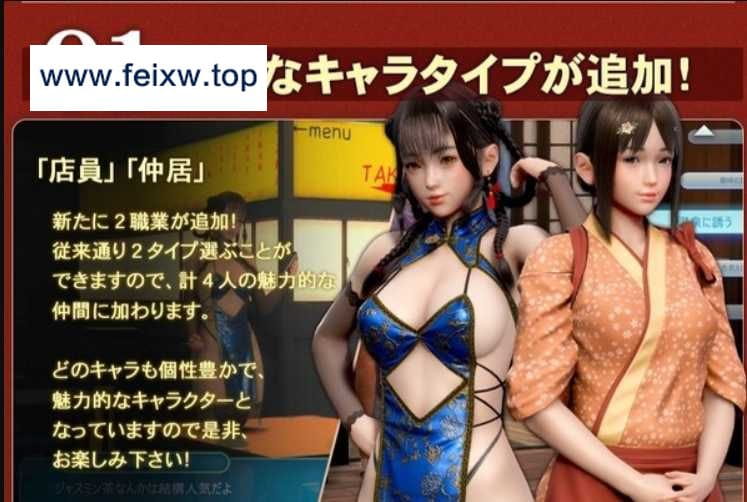 01
www.feixw.top
なキャラタイプが追加!
←menu
TAK
「店員」「仲居」
新たに2職業が追加!
従来通り2タイプ選ぶことが
できますので、計4人の魅力的な
仲間に加わります。
に誘う
どのキャラも個性豊かで、
魅力的なキャラクターと
なっていますので是非、
お楽しみ下さい!
ジャスミン茶なんかは結構人気だよ